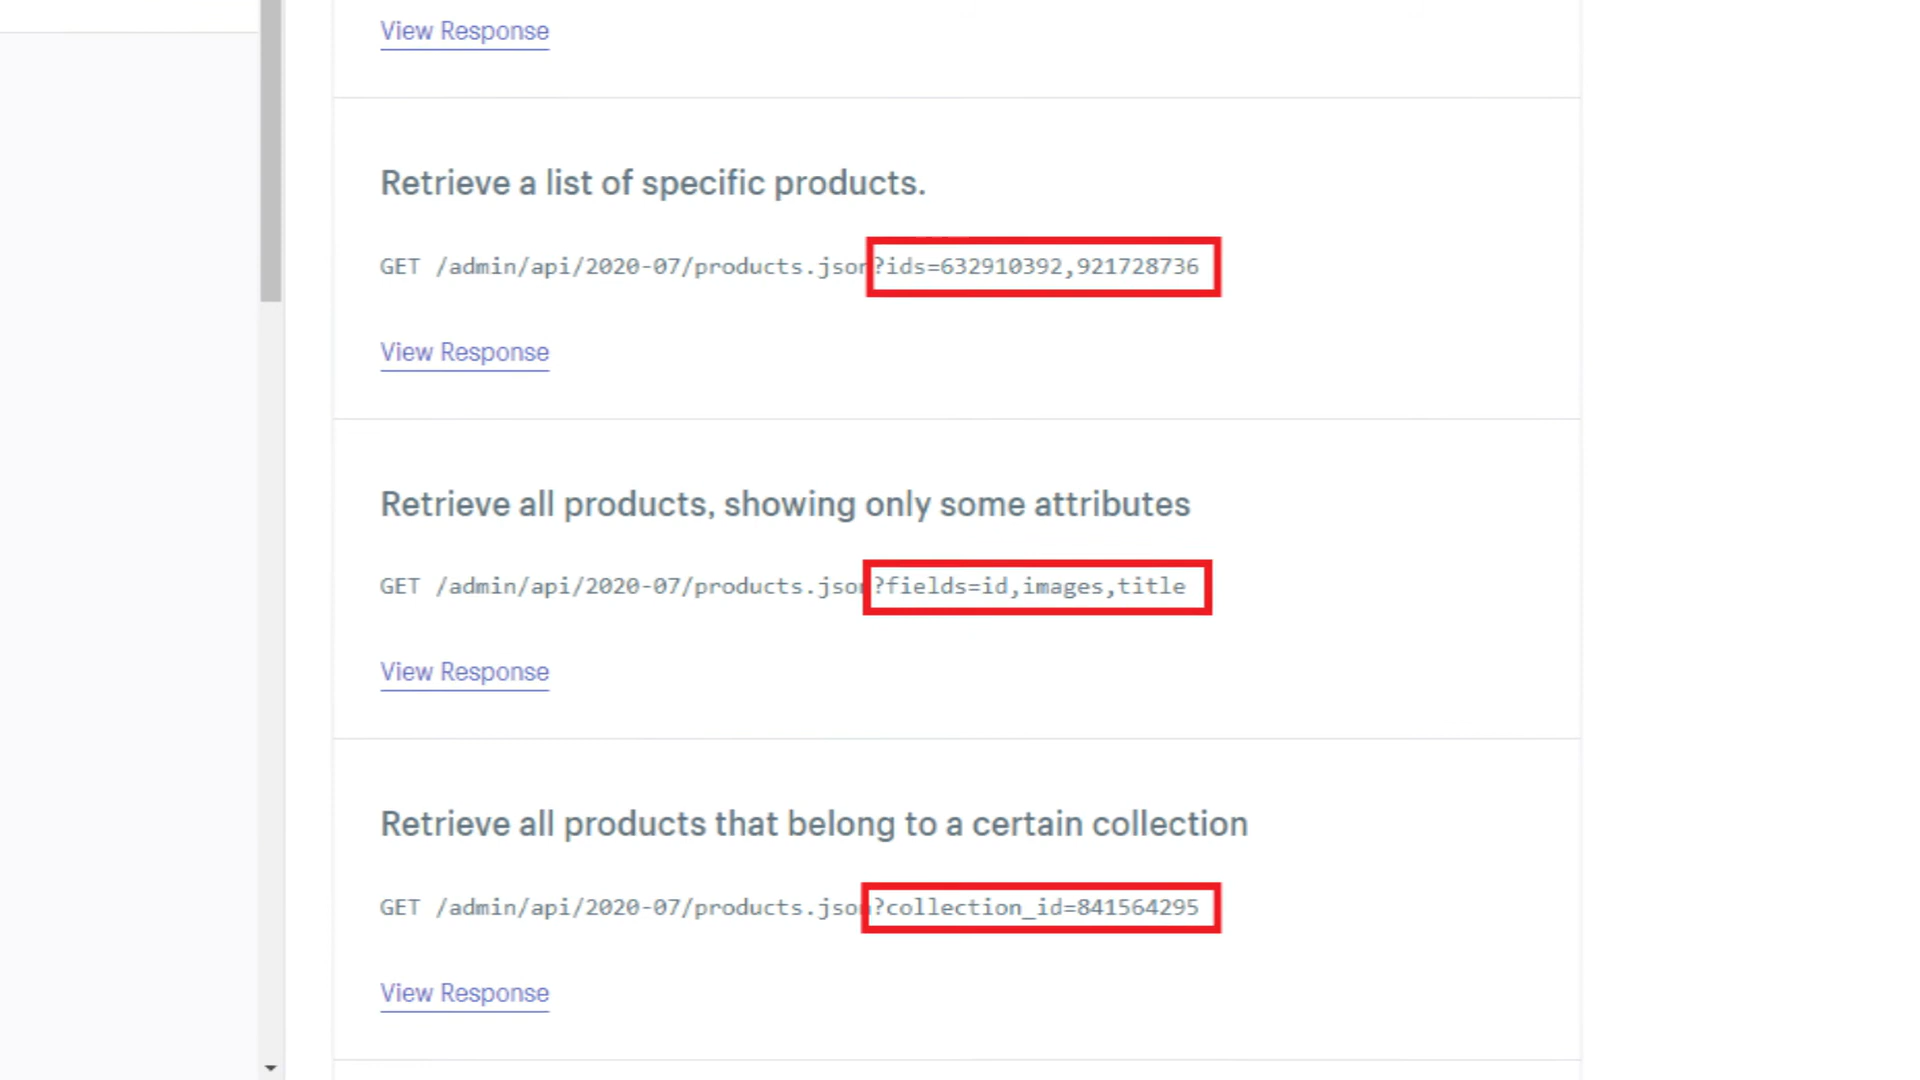 View Response
Retrieve a list of specific products.
GET /admin/api/2020-07/products.json?ids=632910392,921728736
View Response
Retrieve all products, showing only some attributes
GET /admin/api/2020-07/products.json?fields=id,images,title
View Response
Retrieve all products that belong to a certain collection
GET /admin/api/2020-07/products.json?collection_id=841564295
View Response